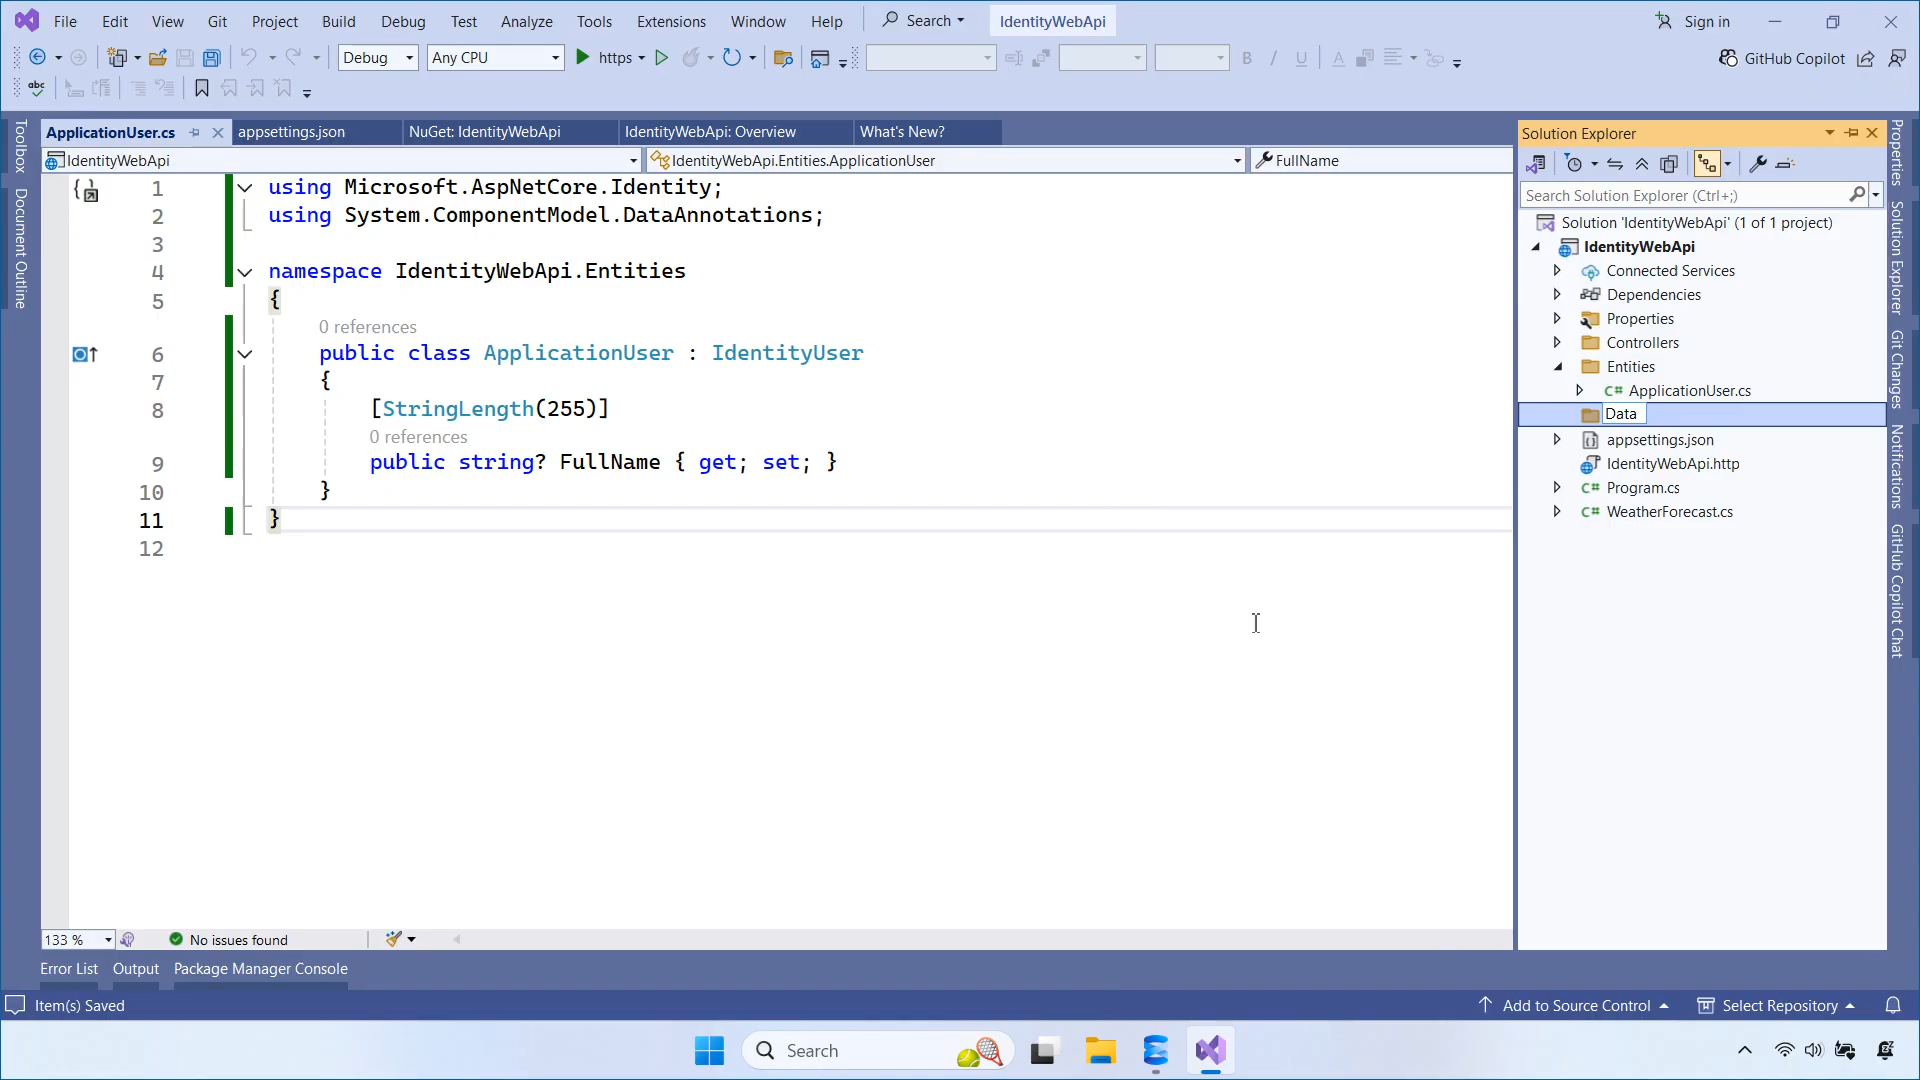 File Edit View Git Project Build Debug Test Analyze Tools Extensions Window Help Search IdentityWebApi Sign in
Debug Any CPU https GitHub Copilot
abc
Toolbox
Document Outline
ApplicationUser.cs appsettings.json NuGet: IdentityWebApi IdentityWebApi: Overview What's New?
IdentityWebApi IdentityWebApi.Entities.ApplicationUser FullName
1 using Microsoft.AspNetCore.Identity;
2 using System.ComponentModel.DataAnnotations;
3
4 namespace IdentityWebApi.Entities
5 {
0 references
6 public class ApplicationUser : IdentityUser
7 {
8 [StringLength(255)]
0 references
9 public string? FullName { get; set; }
10 }
11 }
12
133 % No issues found
Solution Explorer
Search Solution Explorer (Ctrl+;)
Solution 'IdentityWebApi' (1 of 1 project)
IdentityWebApi
Connected Services
Dependencies
Properties
Controllers
Entities
C# ApplicationUser.cs
Data
appsettings.json
IdentityWebApi.http
C# Program.cs
C# WeatherForecast.cs
Properties
Solution Explorer
Git Changes
Notifications
GitHub Copilot Chat
Error List Output Package Manager Console
Item(s) Saved Add to Source Control Select Repository
Search